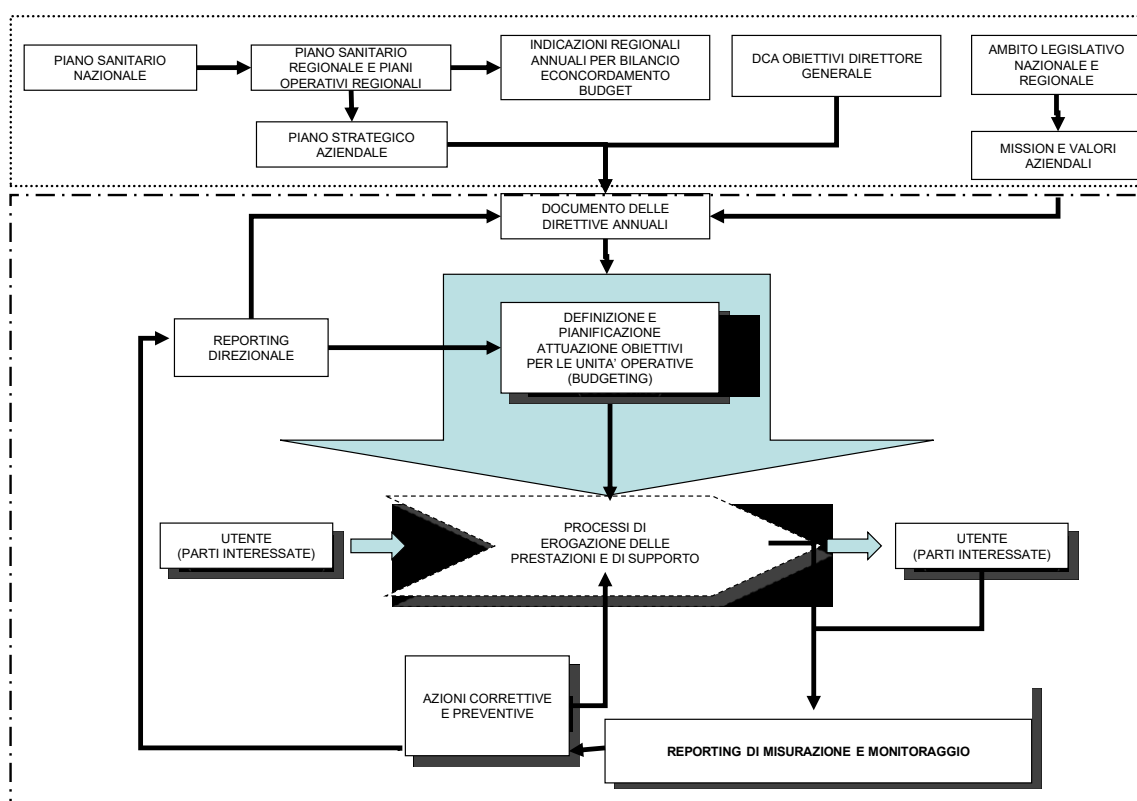 PIANO SANITARIO
NAZIONALE
PIANO SANITARIO
REGIONALE E PIANI
OPERATIVI REGIONALI
INDICAZIONI REGIONALI
ANNUALI PER BILANCIO
ECONCORDAMENTO
BUDGET
DCA OBIETTIVI DIRETTORE
GENERALE
AMBITO LEGISLATIVO
NAZIONALE E
REGIONALE
PIANO STRATEGICO
AZIENDALE
MISSION E VALORI
AZIENDALI
DOCUMENTO DELLE
DIRETTIVE ANNUALI
REPORTING
DIREZIONALE
DEFINIZIONE E
PIANIFICAZIONE
ATTUAZIONE OBIETTIVI
PER LE UNITA’ OPERATIVE
(BUDGETING)
UTENTE
(PARTI INTERESSATE)
PROCESSI DI
EROGAZIONE DELLE
PRESTAZIONI E DI SUPPORTO
UTENTE
(PARTI INTERESSATE)
AZIONI CORRETTIVE
E PREVENTIVE
REPORTING DI MISURAZIONE E MONITORAGGIO